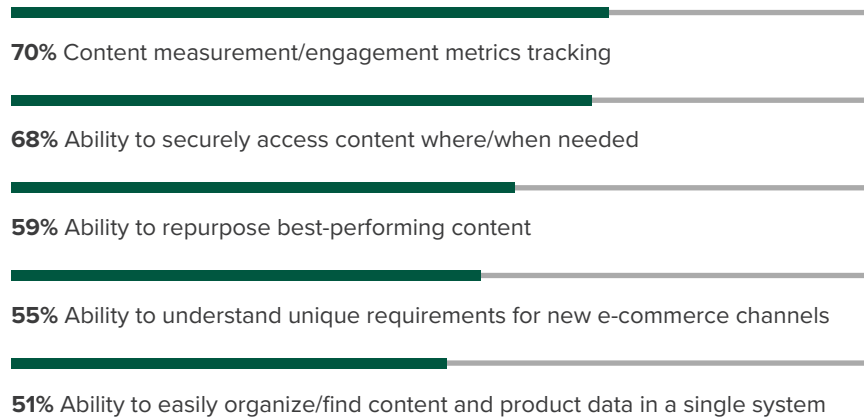 70% Content measurement/engagement metrics tracking
68% Ability to securely access content where/when needed
59% Ability to repurpose best-performing content
55% Ability to understand unique requirements for new e-commerce channels
51% Ability to easily organize/find content and product data in a single system